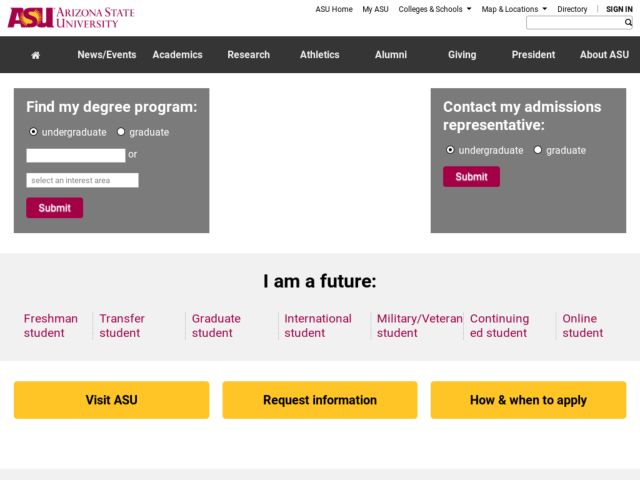 ASU ARIZONA STATE
UNIVERSITY
ASU Home My ASU Colleges & Schools Map & Locations Directory SIGN IN
News/Events Academics Research Athletics Alumni Giving President About ASU
Find my degree program:
undergraduate graduate
or
select an interest area
Submit
Contact my admissions
representative:
undergraduate graduate
Submit
I am a future:
Freshman
student
Transfer
student
Graduate
student
International
student
Military/Veteran
student
Continuing
ed student
Online
student
Visit ASU
Request information
How & when to apply